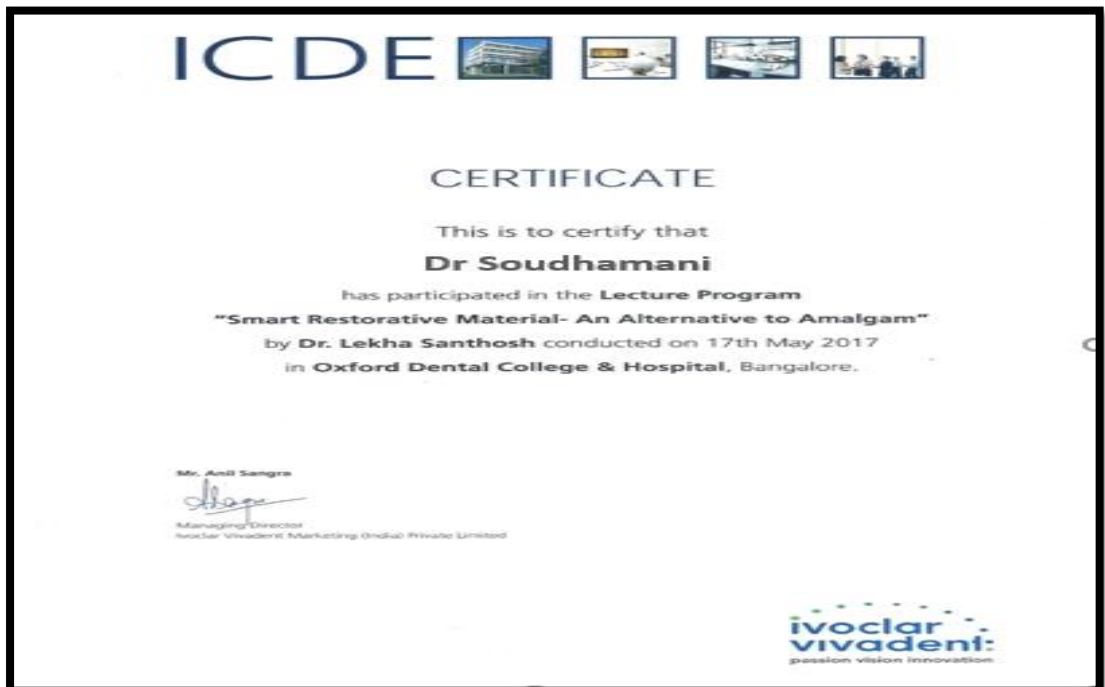 ICDE
CERTIFICATE
This is to certify that
Dr Soudhamani
has participated in the Lecture Program
"Smart Restorative Material- An Alternative to Amalgam"
by Dr. Lekha Santhosh conducted on 17th May 2017
in Oxford Dental College & Hospital, Bangalore.
Mr. Anil Sangra
Managing Director
Ivoclar Vivadent Marketing (India) Private Limited
ivoclar
vivadent:
passion vision innovation